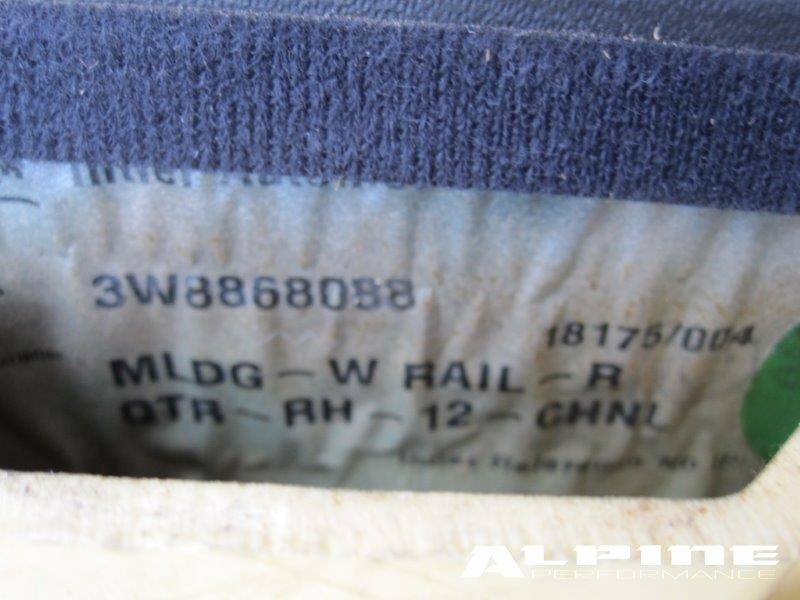 3W8868088
18175/004
MLDG - W RAIL - R
QTR - RH - 12 - CHNL
ALPINE
PERFORMANCE